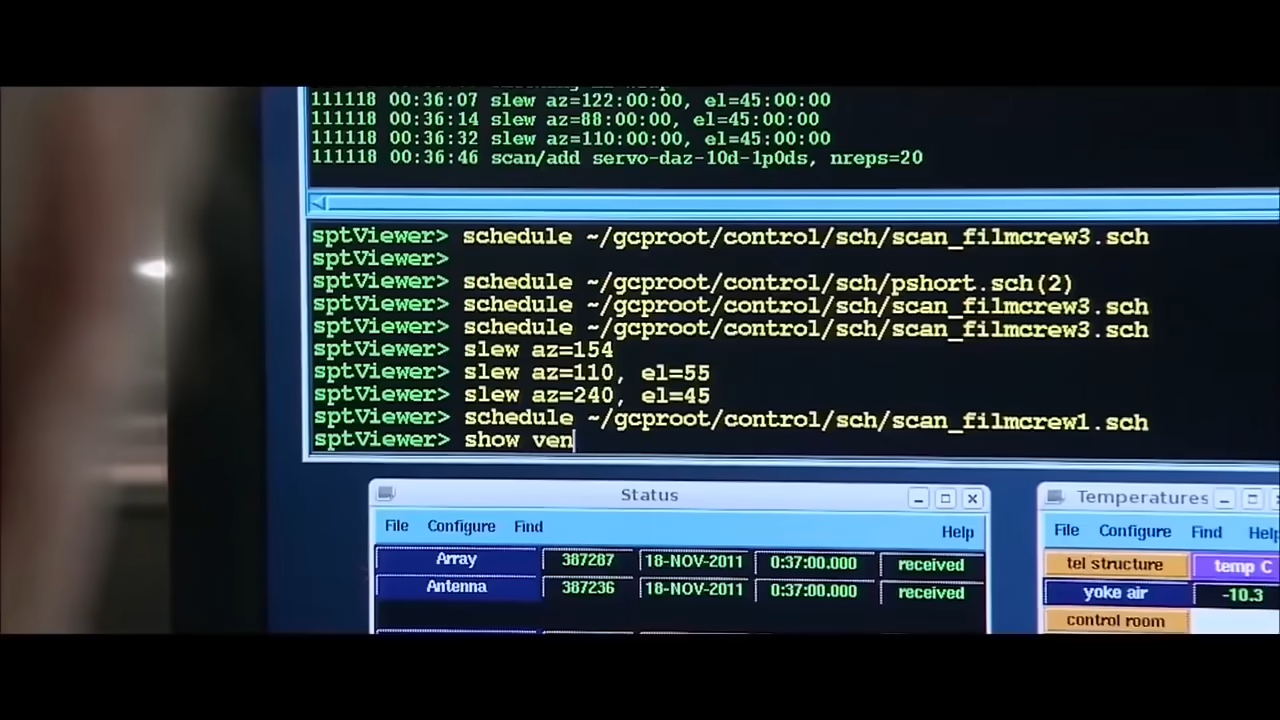 111118 00:36:07 slew az=122:00:00, el=45:00:00
111118 00:36:14 slew az=88:00:00, el=45:00:00
111118 00:36:32 slew az=110:00:00, el=45:00:00
111118 00:36:46 scan/add servo-daz-10d-1p0ds, nreps=20
sptViewer> schedule ~/gcproot/control/sch/scan_filmcrew3.sch
sptViewer>
sptViewer> schedule ~/gcproot/control/sch/pshort.sch(2)
sptViewer> schedule ~/gcproot/control/sch/scan_filmcrew3.sch
sptViewer> schedule ~/gcproot/control/sch/scan_filmcrew3.sch
sptViewer> slew az=154
sptViewer> slew az=110, el=55
sptViewer> slew az=240, el=45
sptViewer> schedule ~/gcproot/control/sch/scan_filmcrew1.sch
sptViewer> show ven
Status
File Configure Find Help
Array 387287 18-NOV-2011 0:37:00.000 received
Antenna 387236 18-NOV-2011 0:37:00.000 received
Temperatures
File Configure Find Help
tel structure temp C
yoke air -10.3
control room